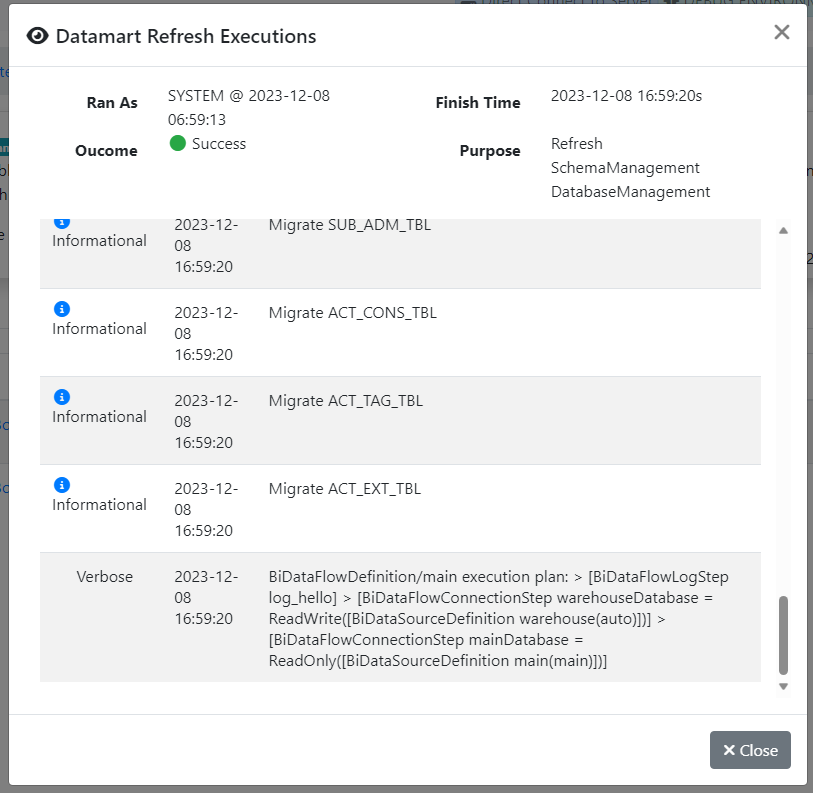 Datamart Refresh Executions
Ran As
SYSTEM @ 2023-12-08
06:59:13
Finish Time
2023-12-08 16:59:20s
Oucome
Success
Purpose
Refresh
SchemaManagement
DatabaseManagement
Informational
2023-12-
08
16:59:20
Migrate SUB_ADM_TBL
Informational
2023-12-
08
16:59:20
Migrate ACT_CONS_TBL
Informational
2023-12-
08
16:59:20
Migrate ACT_TAG_TBL
Informational
2023-12-
08
16:59:20
Migrate ACT_EXT_TBL
Verbose
2023-12-
08
16:59:20
BiDataFlowDefinition/main execution plan: > [BiDataFlowLogStep
log_hello] > [BiDataFlowConnectionStep warehouseDatabase =
ReadWrite([BiDataSourceDefinition warehouse(auto)])] >
[BiDataFlowConnectionStep mainDatabase =
ReadOnly([BiDataSourceDefinition main(main)])]
Close